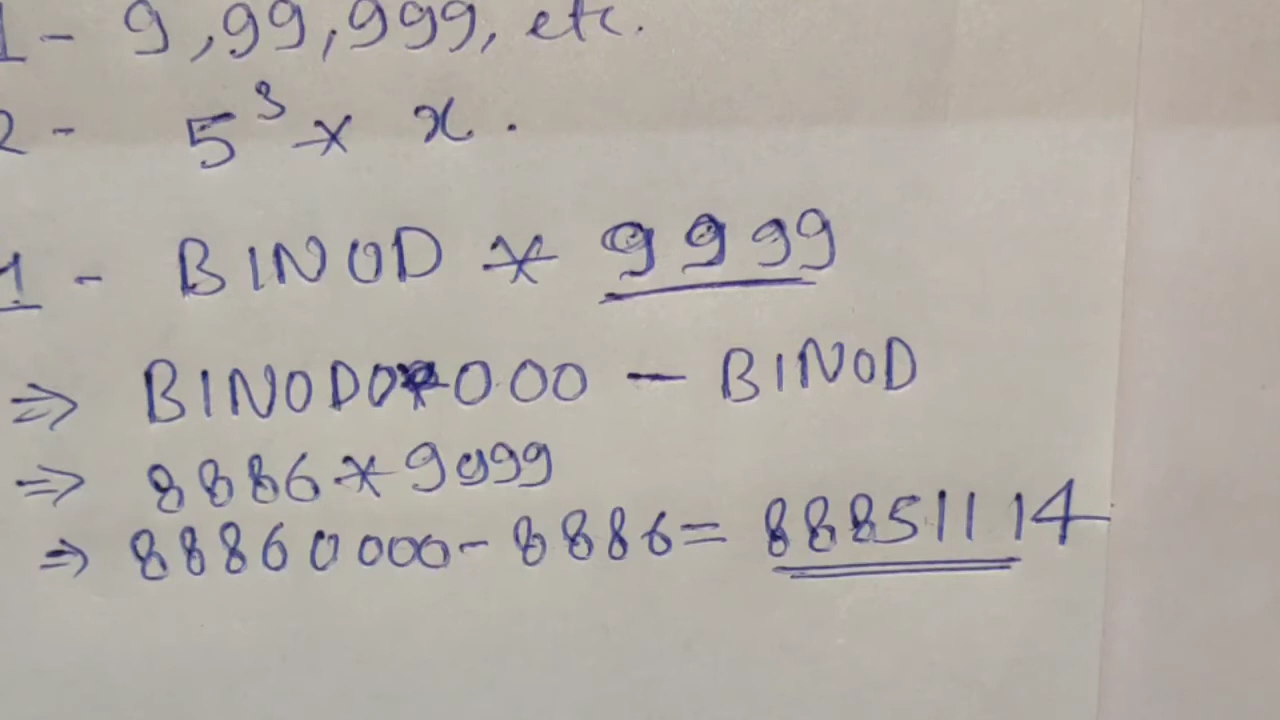 1 - 9,99,999, etc.
2 - 5³ * x.
1 - BINOD * 9999
⇒ BINOD0000 - BINOD
⇒ 8886*9999
⇒ 88860000 - 8886 = 88851114